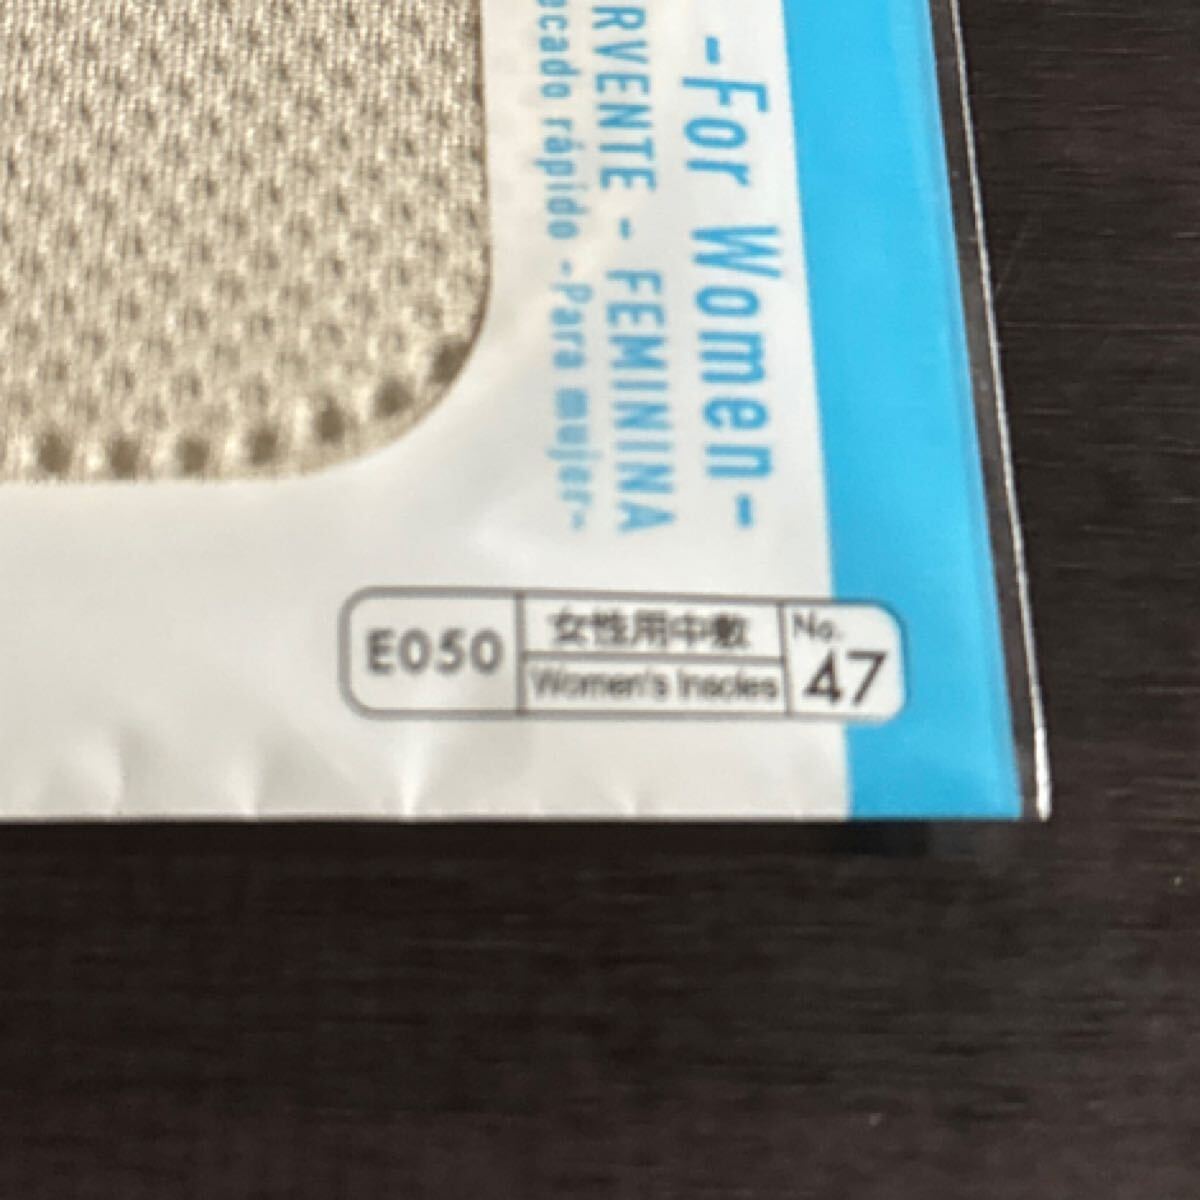 -For Women-
RVENTE - FEMININA
ecado rápido -Para mujer-
E050
女性用中敷
Women's Insoles
No.
47